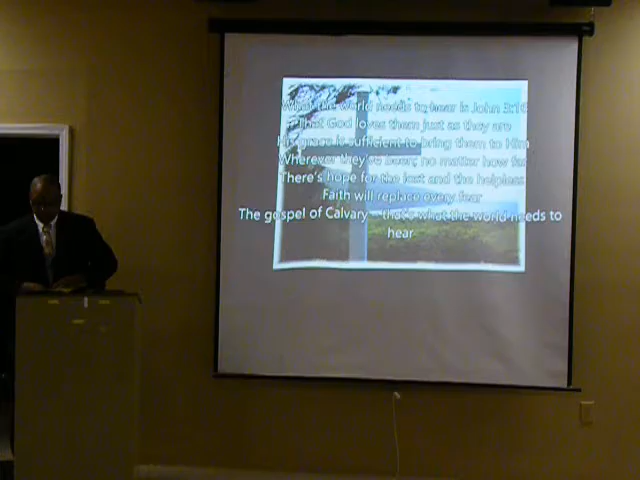 What the world needs to hear is John 3:16
That God loves them just as they are
His grace is sufficient to bring them to Him
Wherever they've been, no matter how far
There's hope for the lost and the helpless
Faith will replace every fear
The gospel of Calvary - that's what the world needs to
hear